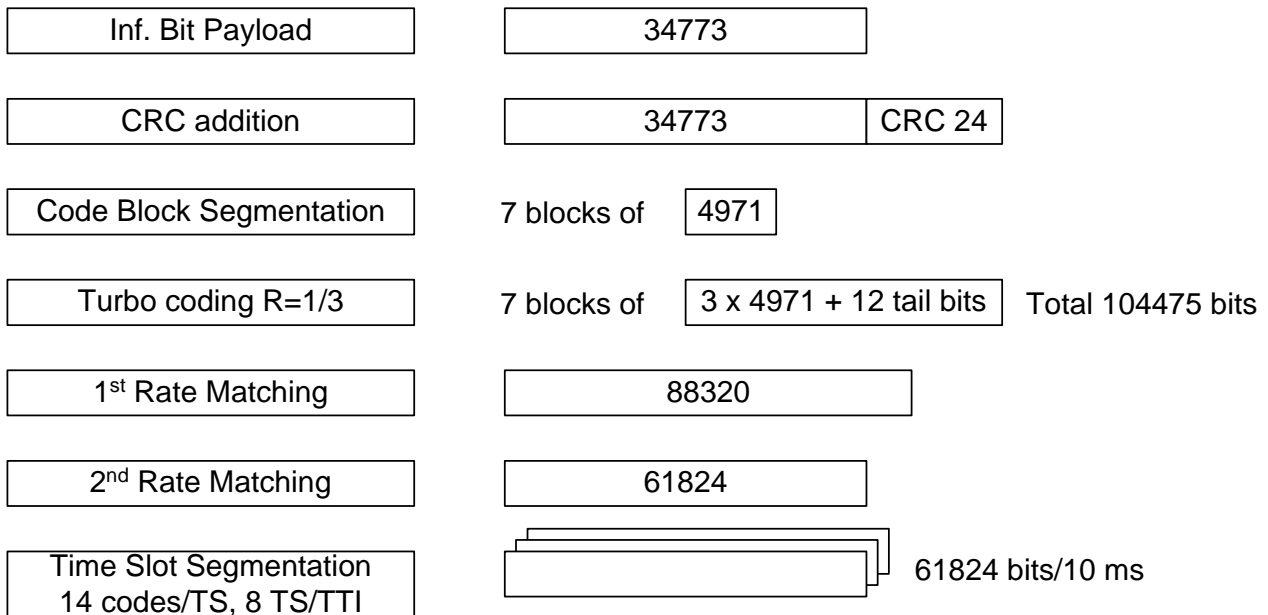 Inf. Bit Payload 34773
CRC addition 34773 CRC 24
Code Block Segmentation 7 blocks of 4971
Turbo coding R=1/3 7 blocks of 3 x 4971 + 12 tail bits Total 104475 bits
1st Rate Matching 88320
2nd Rate Matching 61824
Time Slot Segmentation
14 codes/TS, 8 TS/TTI
61824 bits/10 ms